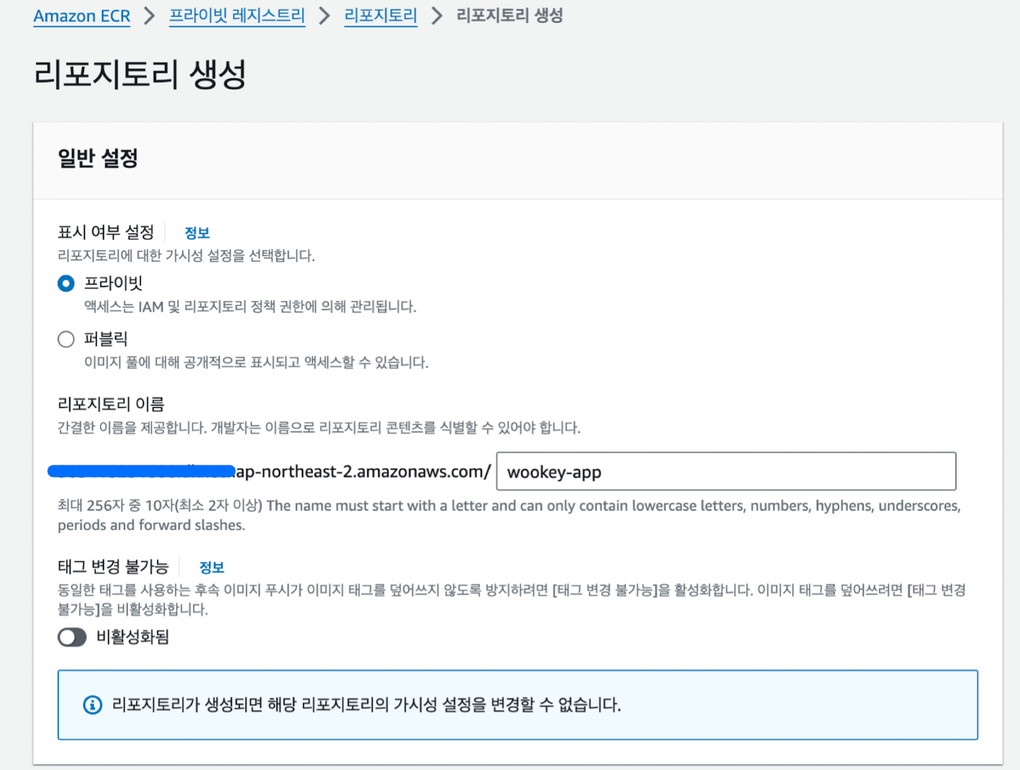 Amazon ECR > 프라이빗 레지스트리 > 리포지토리 > 리포지토리 생성
리포지토리 생성
일반 설정
표시 여부 설정 정보
리포지토리에 대한 가시성 설정을 선택합니다.
프라이빗
액세스는 IAM 및 리포지토리 정책 권한에 의해 관리됩니다.
퍼블릭
이미지 풀에 대해 공개적으로 표시되고 액세스할 수 있습니다.
리포지토리 이름
간결한 이름을 제공합니다. 개발자는 이름으로 리포지토리 콘텐츠를 식별할 수 있어야 합니다.
ap-northeast-2.amazonaws.com/ wookey-app
최대 256자 중 10자(최소 2자 이상) The name must start with a letter and can only contain lowercase letters, numbers, hyphens, underscores,
periods and forward slashes.
태그 변경 불가능 정보
동일한 태그를 사용하는 후속 이미지 푸시가 이미지 태그를 덮어쓰지 않도록 방지하려면 [태그 변경 불가능]을 활성화합니다. 이미지 태그를 덮어쓰려면 [태그 변경
불가능]을 비활성화합니다.
비활성화됨
리포지토리가 생성되면 해당 리포지토리의 가시성 설정을 변경할 수 없습니다.